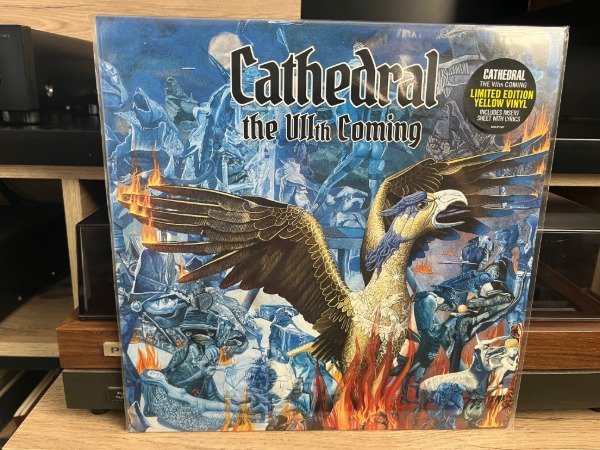 Cathedral
the VIIth Coming
CATHEDRAL
THE VIIth COMING
LIMITED EDITION
YELLOW VINYL
INCLUDES INSERT
SHEET WITH LYRICS